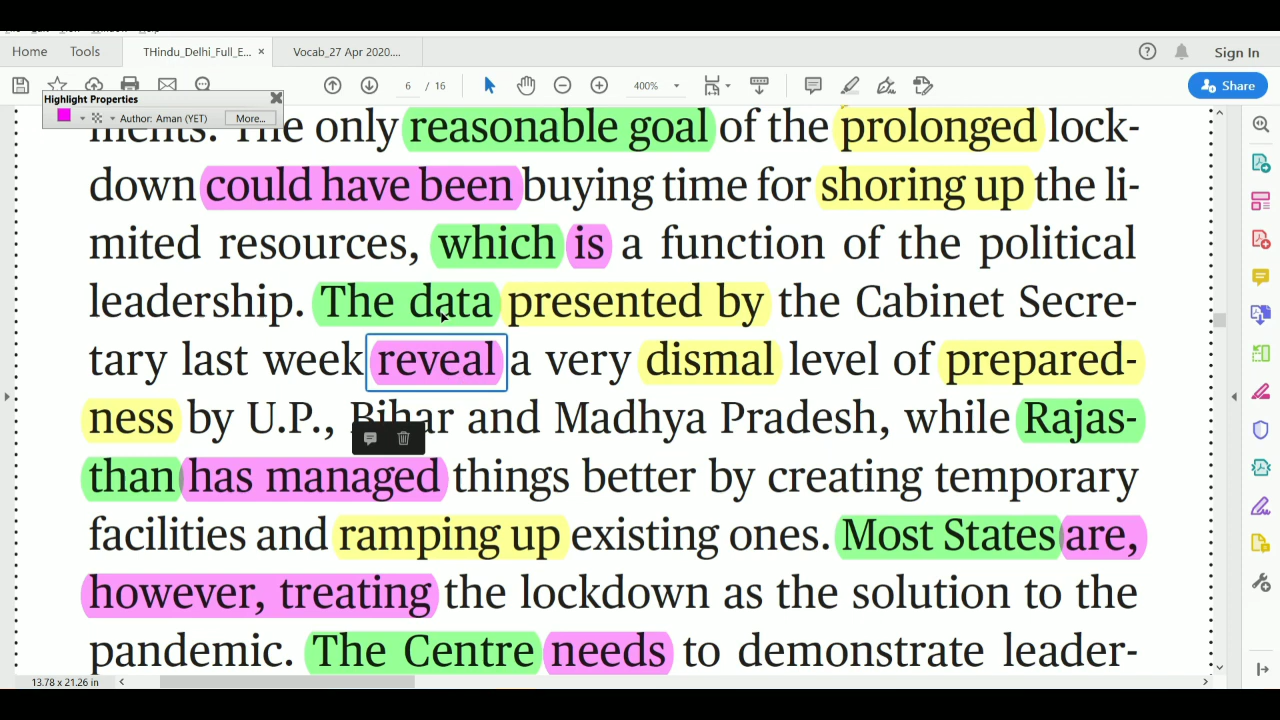 Home Tools THindu_Delhi_Full_E... × Vocab_27 Apr 2020.... Sign In
6 / 16 400% Share
Highlight Properties
Author: Aman (YET) More...
ments. The only reasonable goal of the prolonged lock-
down could have been buying time for shoring up the li-
mited resources, which is a function of the political
leadership. The data presented by the Cabinet Secre-
tary last week reveal a very dismal level of prepared-
ness by U.P., Bihar and Madhya Pradesh, while Rajas-
than has managed things better by creating temporary
facilities and ramping up existing ones. Most States are,
however, treating the lockdown as the solution to the
pandemic. The Centre needs to demonstrate leader-
13.78 x 21.26 in